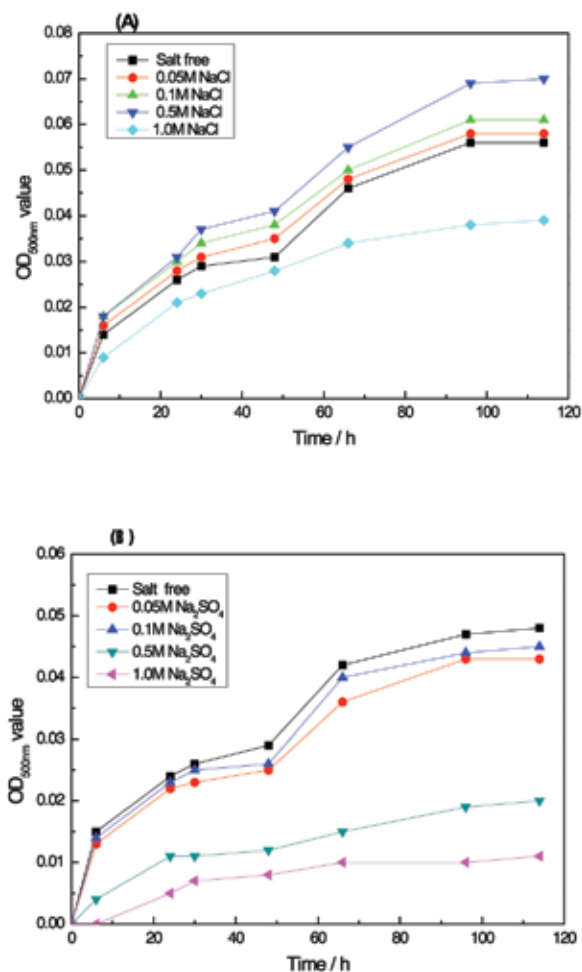 (A)
0.08
0.07
0.06
0.05
0.04
0.03
0.02
0.01
0.00
OD500nm value
Salt free
0.05M NaCl
0.1M NaCl
0.5M NaCl
1.0M NaCl
0 20 40 60 80 100 120
Time / h
(B)
0.06
0.05
0.04
0.03
0.02
0.01
0.00
OD500nm value
Salt free
0.05M Na2SO4
0.1M Na2SO4
0.5M Na2SO4
1.0M Na2SO4
0 20 40 60 80 100 120
Time / h